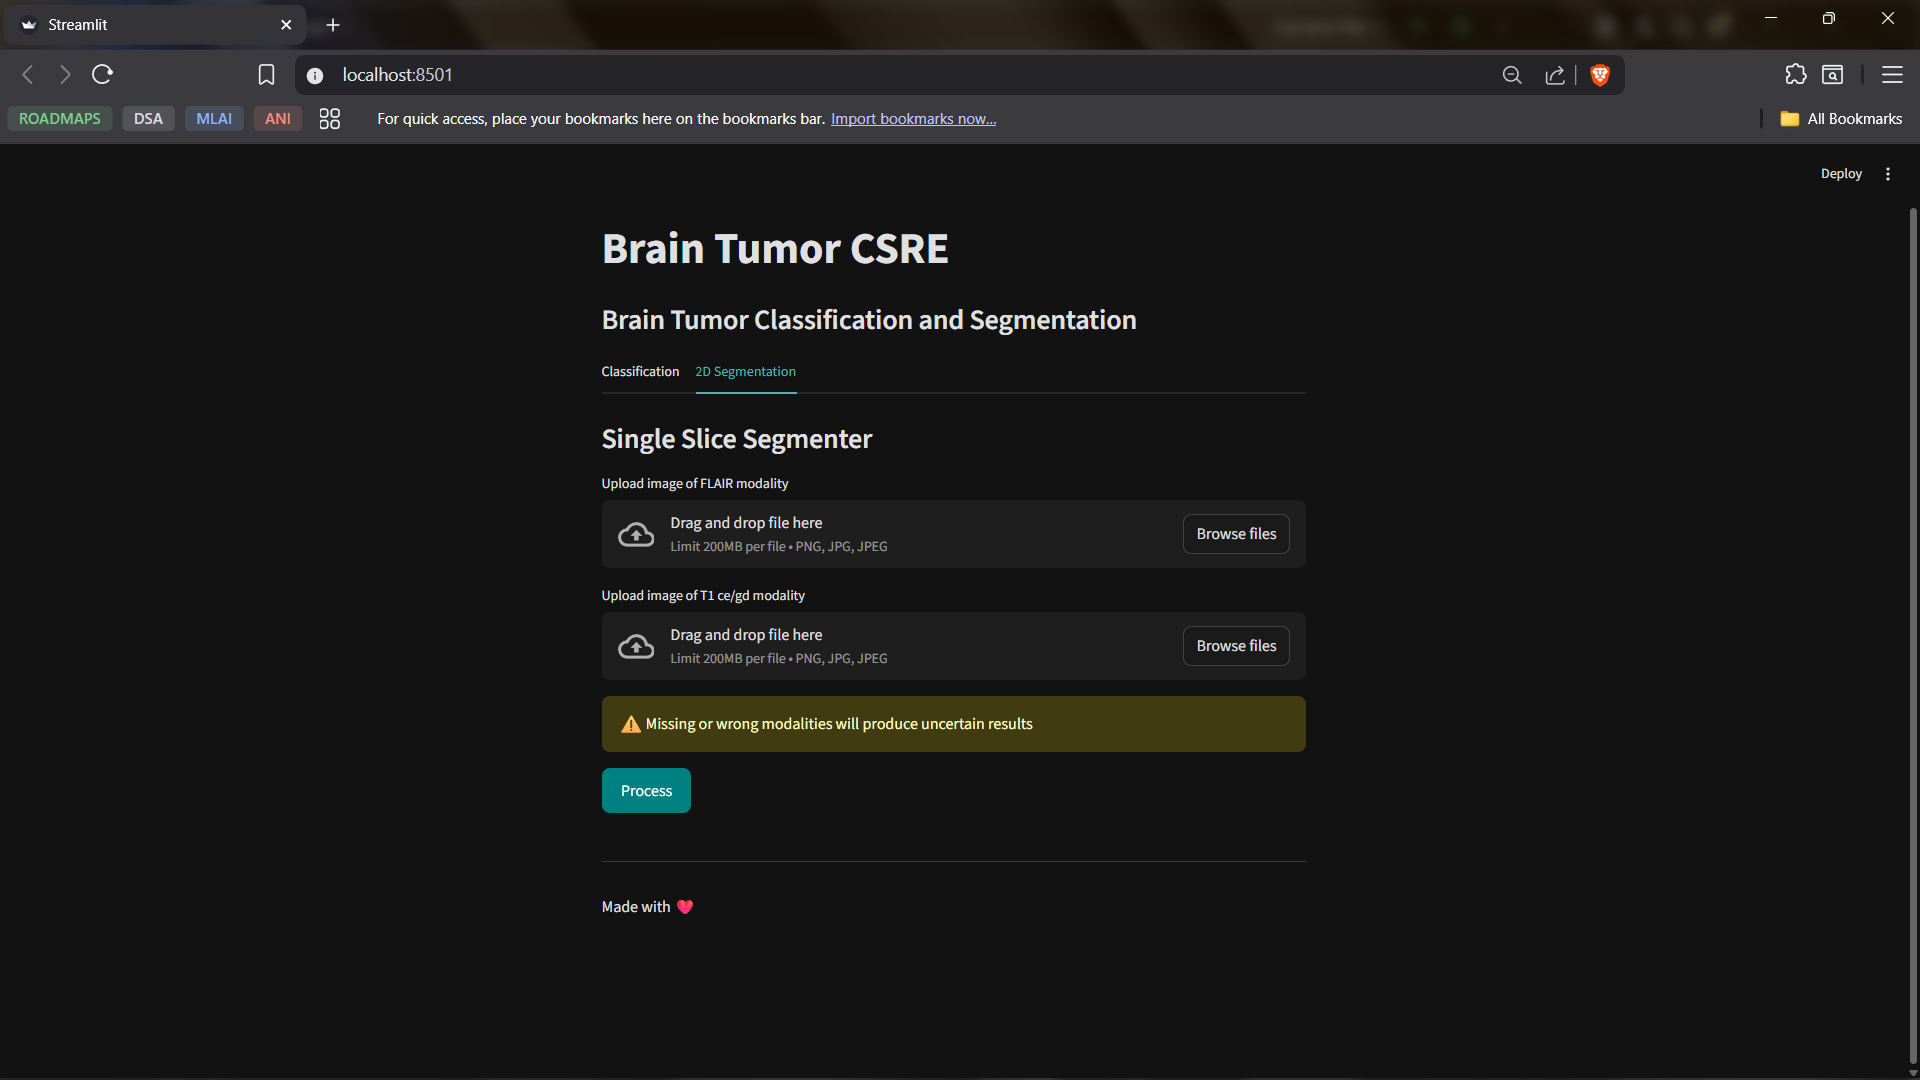 Streamlit
localhost:8501
ROADMAPS DSA MLAI ANI For quick access, place your bookmarks here on the bookmarks bar. Import bookmarks now... All Bookmarks
Deploy
Brain Tumor CSRE
Brain Tumor Classification and Segmentation
Classification 2D Segmentation
Single Slice Segmenter
Upload image of FLAIR modality
Drag and drop file here
Limit 200MB per file • PNG, JPG, JPEG
Browse files
Upload image of T1 ce/gd modality
Drag and drop file here
Limit 200MB per file • PNG, JPG, JPEG
Browse files
⚠️ Missing or wrong modalities will produce uncertain results
Process
Made with ❤️